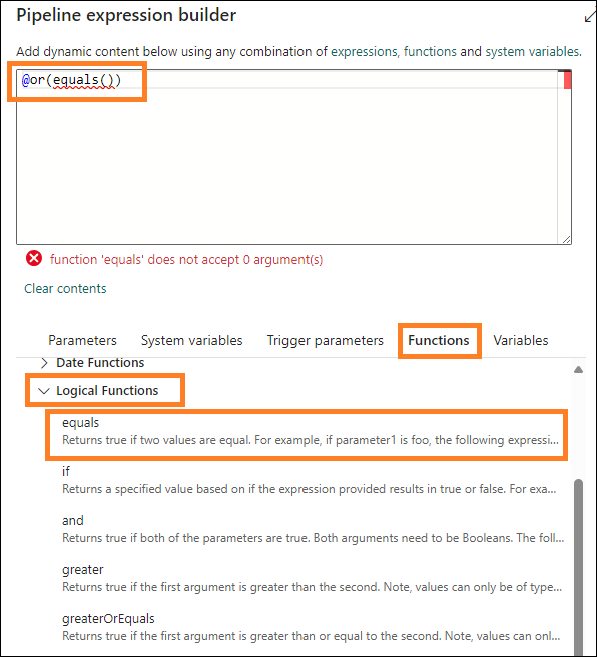 Pipeline expression builder
Add dynamic content below using any combination of expressions, functions and system variables.
@or(equals())
function 'equals' does not accept 0 argument(s)
Clear contents
Parameters System variables Trigger parameters Functions Variables
Date Functions
Logical Functions
equals
Returns true if two values are equal. For example, if parameter1 is foo, the following expressi...
if
Returns a specified value based on if the expression provided results in true or false. For exa...
and
Returns true if both of the parameters are true. Both arguments need to be Booleans. The foll...
greater
Returns true if the first argument is greater than the second. Note, values can only be of type...
greaterOrEquals
Returns true if the first argument is greater than or equal to the second. Note, values can onl...